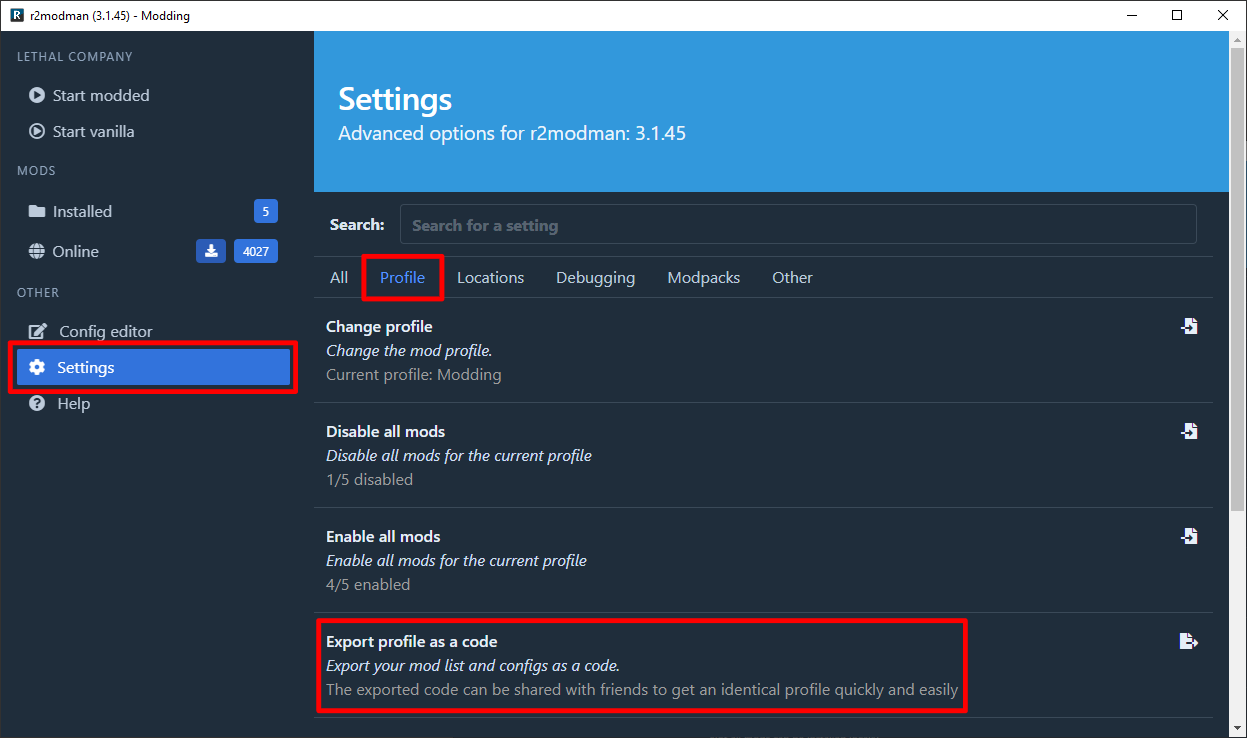 r2modman (3.1.45) - Modding
LETHAL COMPANY
Start modded
Start vanilla
MODS
Installed 5
Online 4027
OTHER
Config editor
Settings
Help
Settings
Advanced options for r2modman: 3.1.45
Search: Search for a setting
All Profile Locations Debugging Modpacks Other
Change profile
Change the mod profile.
Current profile: Modding
Disable all mods
Disable all mods for the current profile
1/5 disabled
Enable all mods
Enable all mods for the current profile
4/5 enabled
Export profile as a code
Export your mod list and configs as a code.
The exported code can be shared with friends to get an identical profile quickly and easily